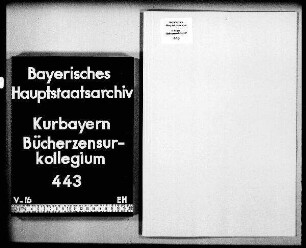 Bayerisches
Hauptstaatsarchiv
Kurbayern
Bücherzensur-
kollegium
443
V-16 EH